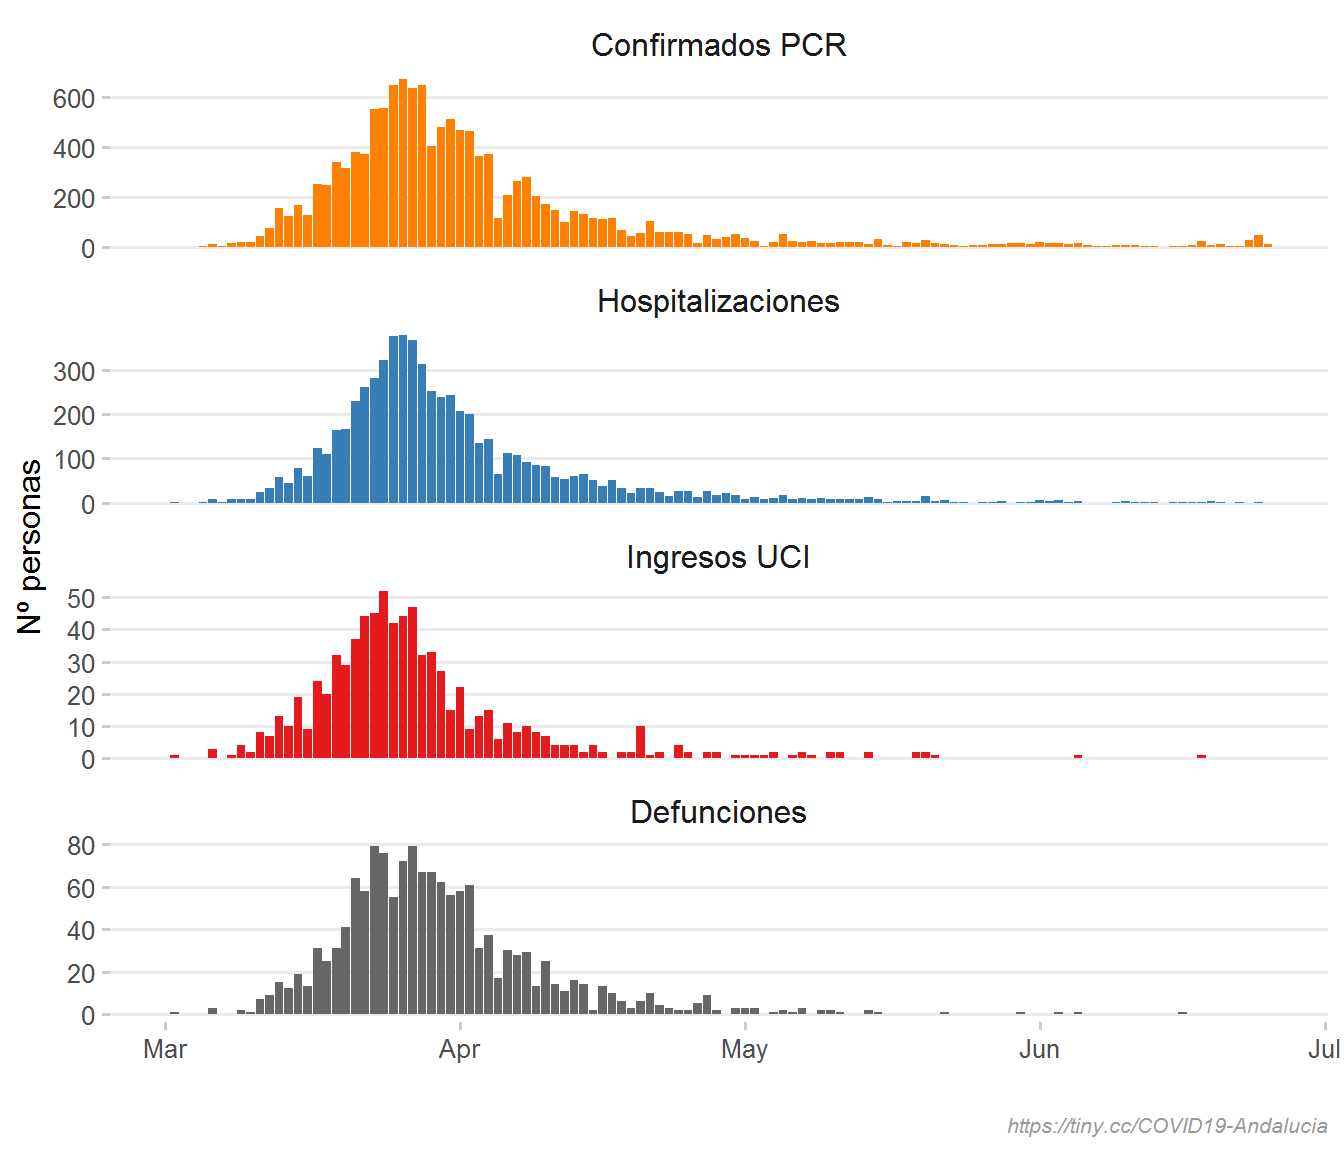 Confirmados PCR
600
400
200
0
Hospitalizaciones
300
200
100
0
Nº personas
Ingresos UCI
50
40
30
20
10
0
Defunciones
80
60
40
20
0
Mar Apr May Jun Jul
https://tiny.cc/COVID19-Andalucia